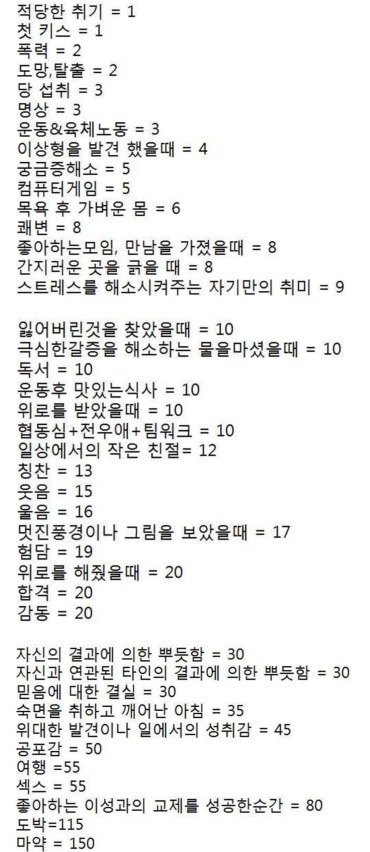 적당한 취기 = 1
첫 키스 = 1
폭력 = 2
도망,탈출 = 2
당 섭취 = 3
명상 = 3
운동&육체노동 = 3
이상형을 발견 했을때 = 4
궁금증해소 = 5
컴퓨터게임 = 5
목욕 후 가벼운 몸 = 6
쾌변 = 8
좋아하는모임, 만남을 가졌을때 = 8
간지러운 곳을 긁을 때 = 8
스트레스를 해소시켜주는 자기만의 취미 = 9
잃어버린것을 찾았을때 = 10
극심한갈증을 해소하는 물을마셨을때 = 10
독서 = 10
운동후 맛있는식사 = 10
위로를 받았을때 = 10
협동심+전우애+팀워크 = 10
일상에서의 작은 친절= 12
칭찬 = 13
웃음 = 15
울음 = 16
멋진풍경이나 그림을 보았을때 = 17
험담 = 19
위로를 해줬을때 = 20
합격 = 20
감동 = 20
자신의 결과에 의한 뿌듯함 = 30
자신과 연관된 타인의 결과에 의한 뿌듯함 = 30
믿음에 대한 결실 = 30
숙면을 취하고 깨어난 아침 = 35
위대한 발견이나 일에서의 성취감 = 45
공포감 = 50
여행 =55
섹스 = 55
좋아하는 이성과의 교제를 성공한순간 = 80
도박=115
마약 = 150